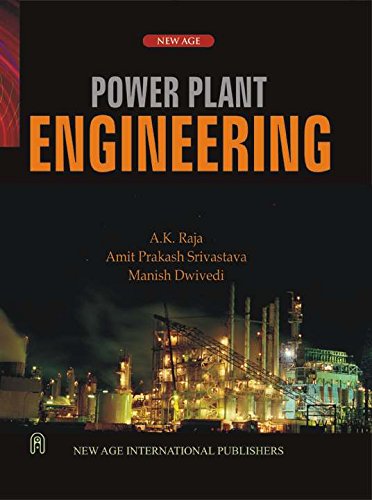 NEW AGE
POWER PLANT
ENGINEERING
A.K. Raja
Amit Prakash Srivastava
Manish Dwivedi
NEW AGE INTERNATIONAL PUBLISHERS